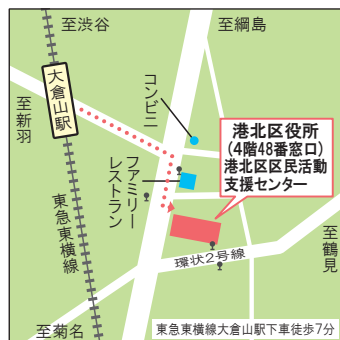 至渋谷
至綱島
大倉山駅
コンビニ
至新羽
港北区役所
(4階48番窓口)
港北区区民活動
支援センター
ファミリー
レストラン
東急東横線
環状2号線
至鶴見
至菊名
東急東横線大倉山駅下車徒歩7分